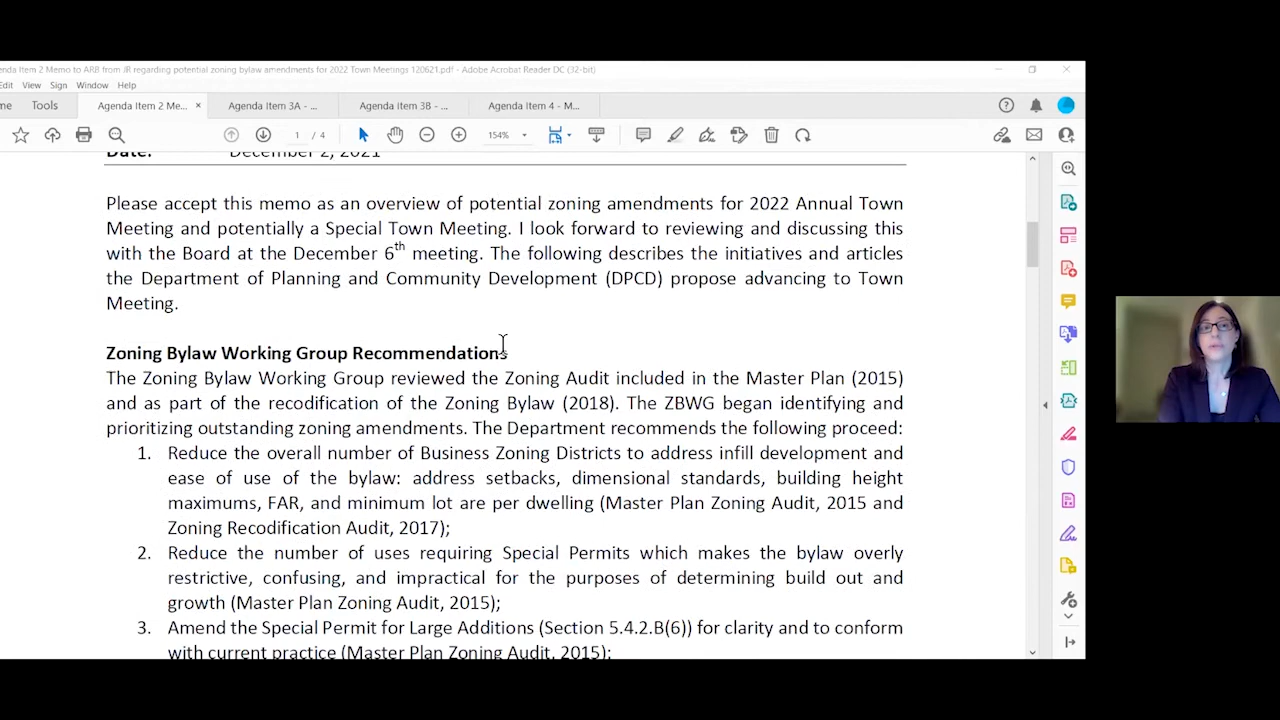 enda Item 2 Memo to ARB from JR regarding potential zoning bylaw amendments for 2022 Town Meetings 120621.pdf - Adobe Acrobat Reader DC (32-bit)
Edit View Sign Window Help
me Tools Agenda Item 2 Me... × Agenda Item 3A - ... Agenda Item 3B - ... Agenda Item 4 - M...
1 / 4 154%
Date: December 2, 2021
Please accept this memo as an overview of potential zoning amendments for 2022 Annual Town
Meeting and potentially a Special Town Meeting. I look forward to reviewing and discussing this
with the Board at the December 6th meeting. The following describes the initiatives and articles
the Department of Planning and Community Development (DPCD) propose advancing to Town
Meeting.
Zoning Bylaw Working Group Recommendations
The Zoning Bylaw Working Group reviewed the Zoning Audit included in the Master Plan (2015)
and as part of the recodification of the Zoning Bylaw (2018). The ZBWG began identifying and
prioritizing outstanding zoning amendments. The Department recommends the following proceed:
1. Reduce the overall number of Business Zoning Districts to address infill development and
ease of use of the bylaw: address setbacks, dimensional standards, building height
maximums, FAR, and minimum lot are per dwelling (Master Plan Zoning Audit, 2015 and
Zoning Recodification Audit, 2017);
2. Reduce the number of uses requiring Special Permits which makes the bylaw overly
restrictive, confusing, and impractical for the purposes of determining build out and
growth (Master Plan Zoning Audit, 2015);
3. Amend the Special Permit for Large Additions (Section 5.4.2.B(6)) for clarity and to conform
with current practice (Master Plan Zoning Audit, 2015);